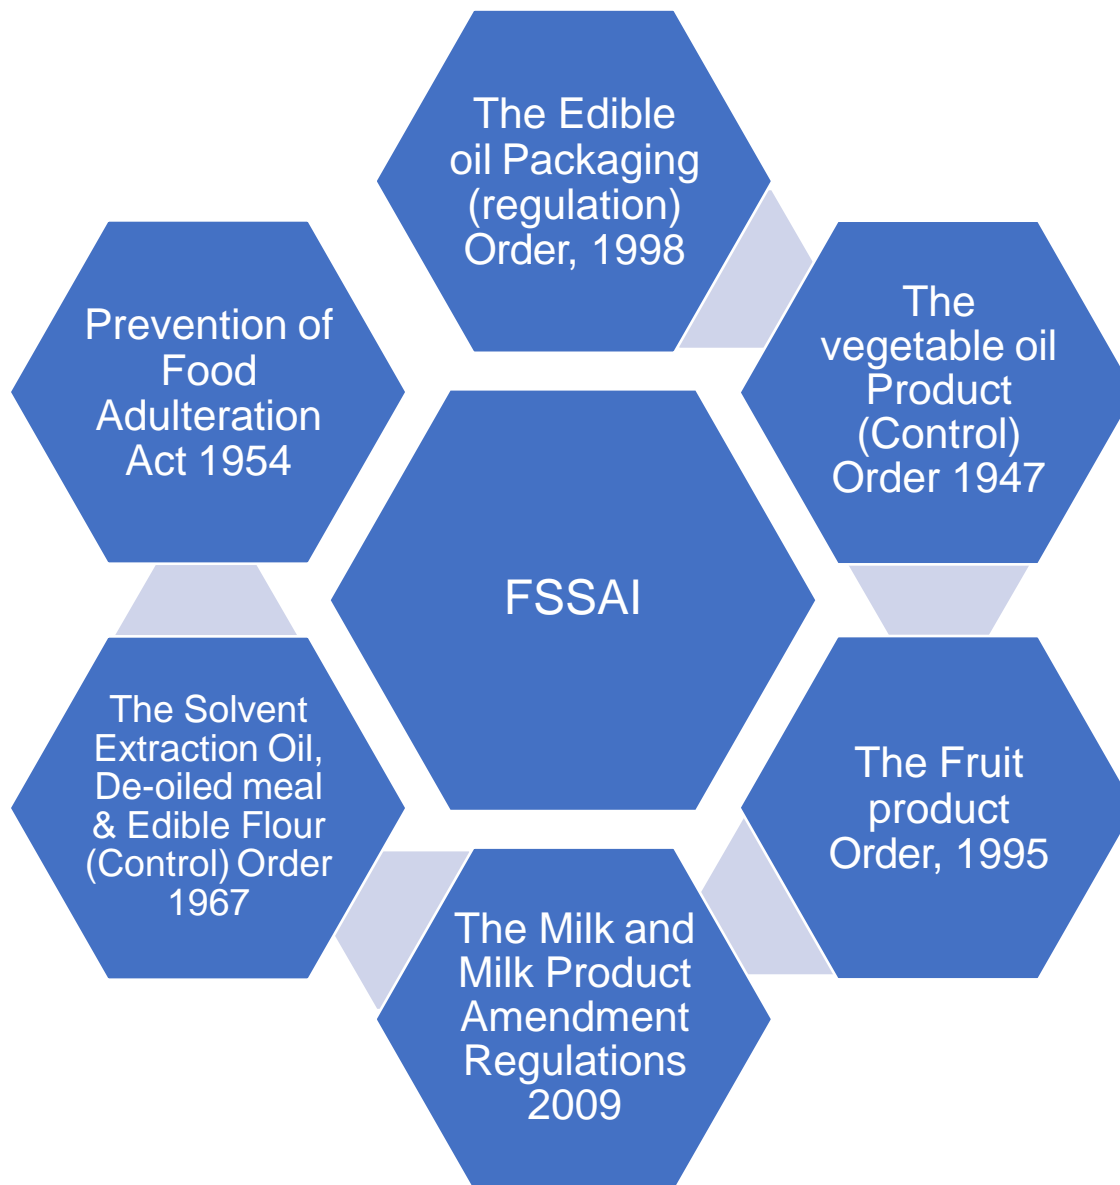 The Edible
oil Packaging
(regulation)
Order, 1998
The
vegetable oil
Product
(Control)
Order 1947
The Fruit
product
Order, 1995
The Milk and
Milk Product
Amendment
Regulations
2009
The Solvent
Extraction Oil,
De-oiled meal
& Edible Flour
(Control) Order
1967
Prevention of
Food
Adulteration
Act 1954
FSSAI